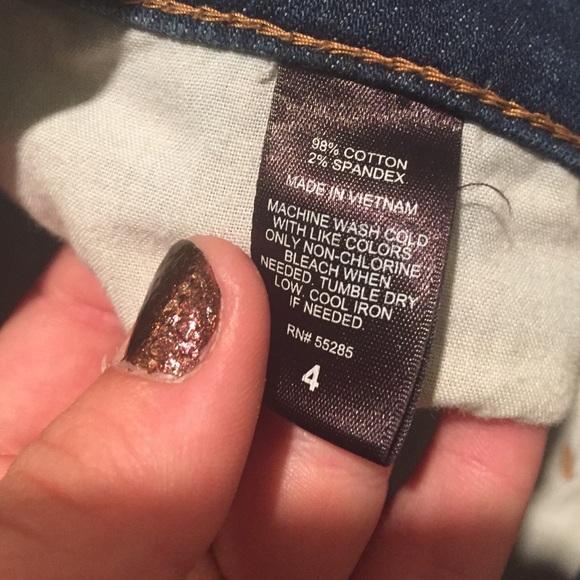 98% COTTON
2% SPANDEX
MADE IN VIETNAM
MACHINE WASH COLD
WITH LIKE COLORS
ONLY NON-CHLORINE
BLEACH WHEN
NEEDED. TUMBLE DRY
LOW, COOL IRON
IF NEEDED.
RN# 55285
4